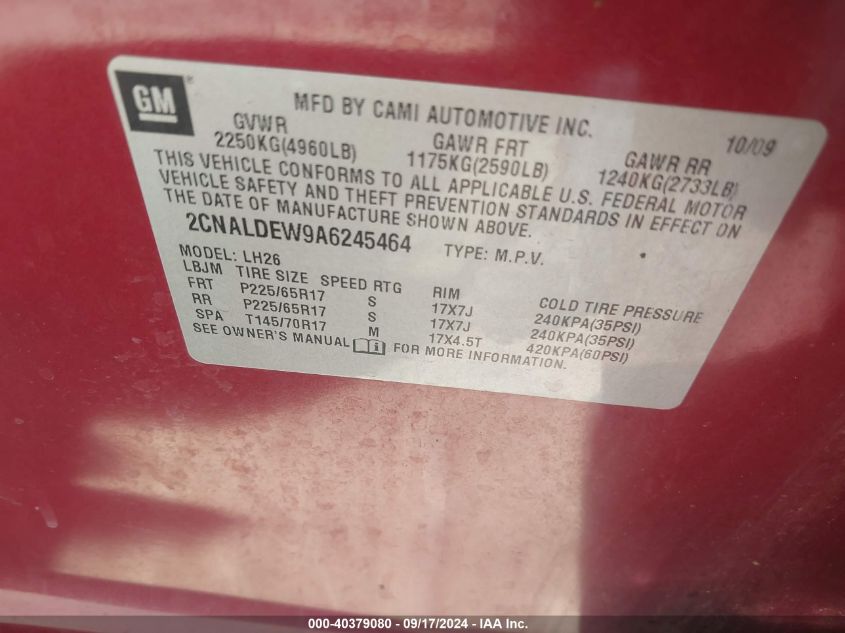 GM
MFD BY CAMI AUTOMOTIVE INC.
10/09
GVWR GAWR FRT GAWR RR
2250KG(4960LB) 1175KG(2590LB) 1240KG(2733LB)
THIS VEHICLE CONFORMS TO ALL APPLICABLE U.S. FEDERAL MOTOR
VEHICLE SAFETY AND THEFT PREVENTION STANDARDS IN EFFECT ON
THE DATE OF MANUFACTURE SHOWN ABOVE.
2CNALDEW9A6245464 TYPE: M.P.V.
MODEL: LH26
LBJM TIRE SIZE SPEED RTG RIM COLD TIRE PRESSURE
FRT P225/65R17 S 17X7J 240KPA(35PSI)
RR P225/65R17 S 17X7J 240KPA(35PSI)
SPA T145/70R17 M 17X4.5T 420KPA(60PSI)
SEE OWNER'S MANUAL FOR MORE INFORMATION.
000-40379080 - 09/17/2024 - IAA Inc.